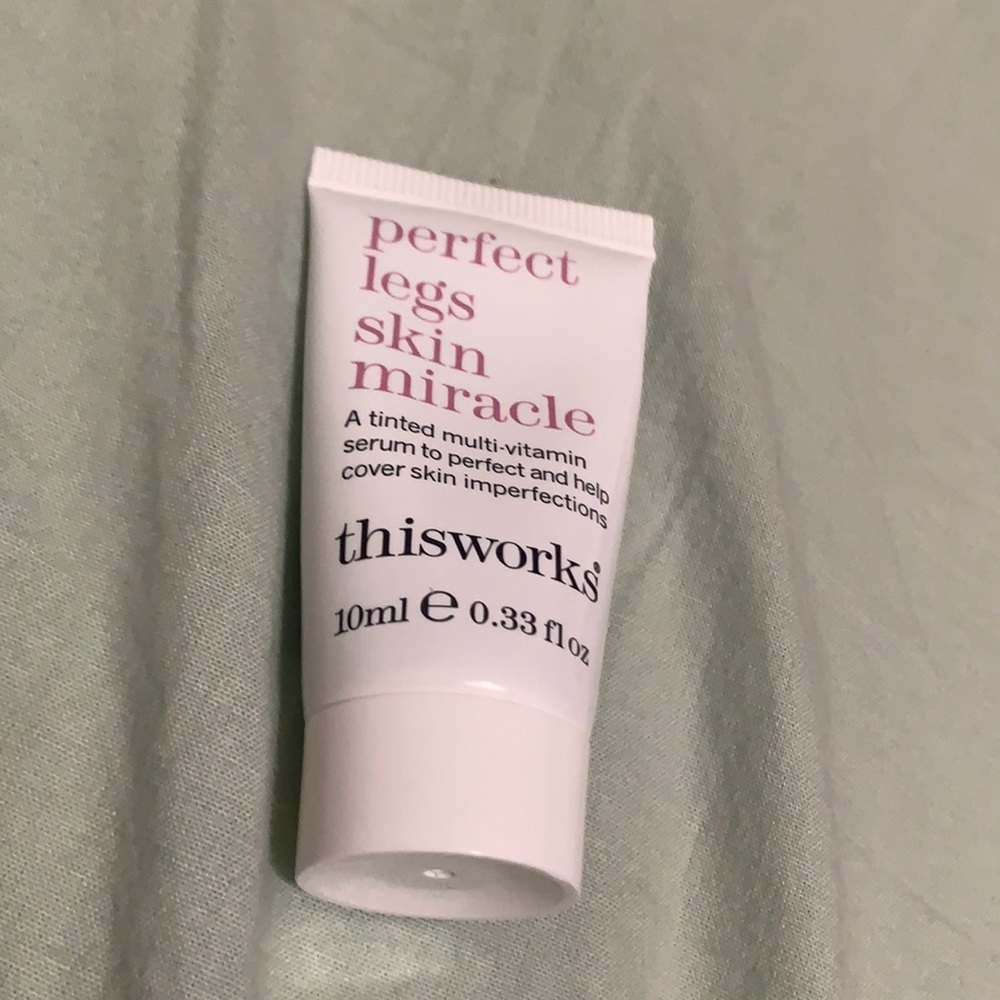 perfect
legs
skin
miracle
A tinted multi-vitamin
serum to perfect and help
cover skin imperfections
thisworks®
10ml ℮ 0.33 fl oz